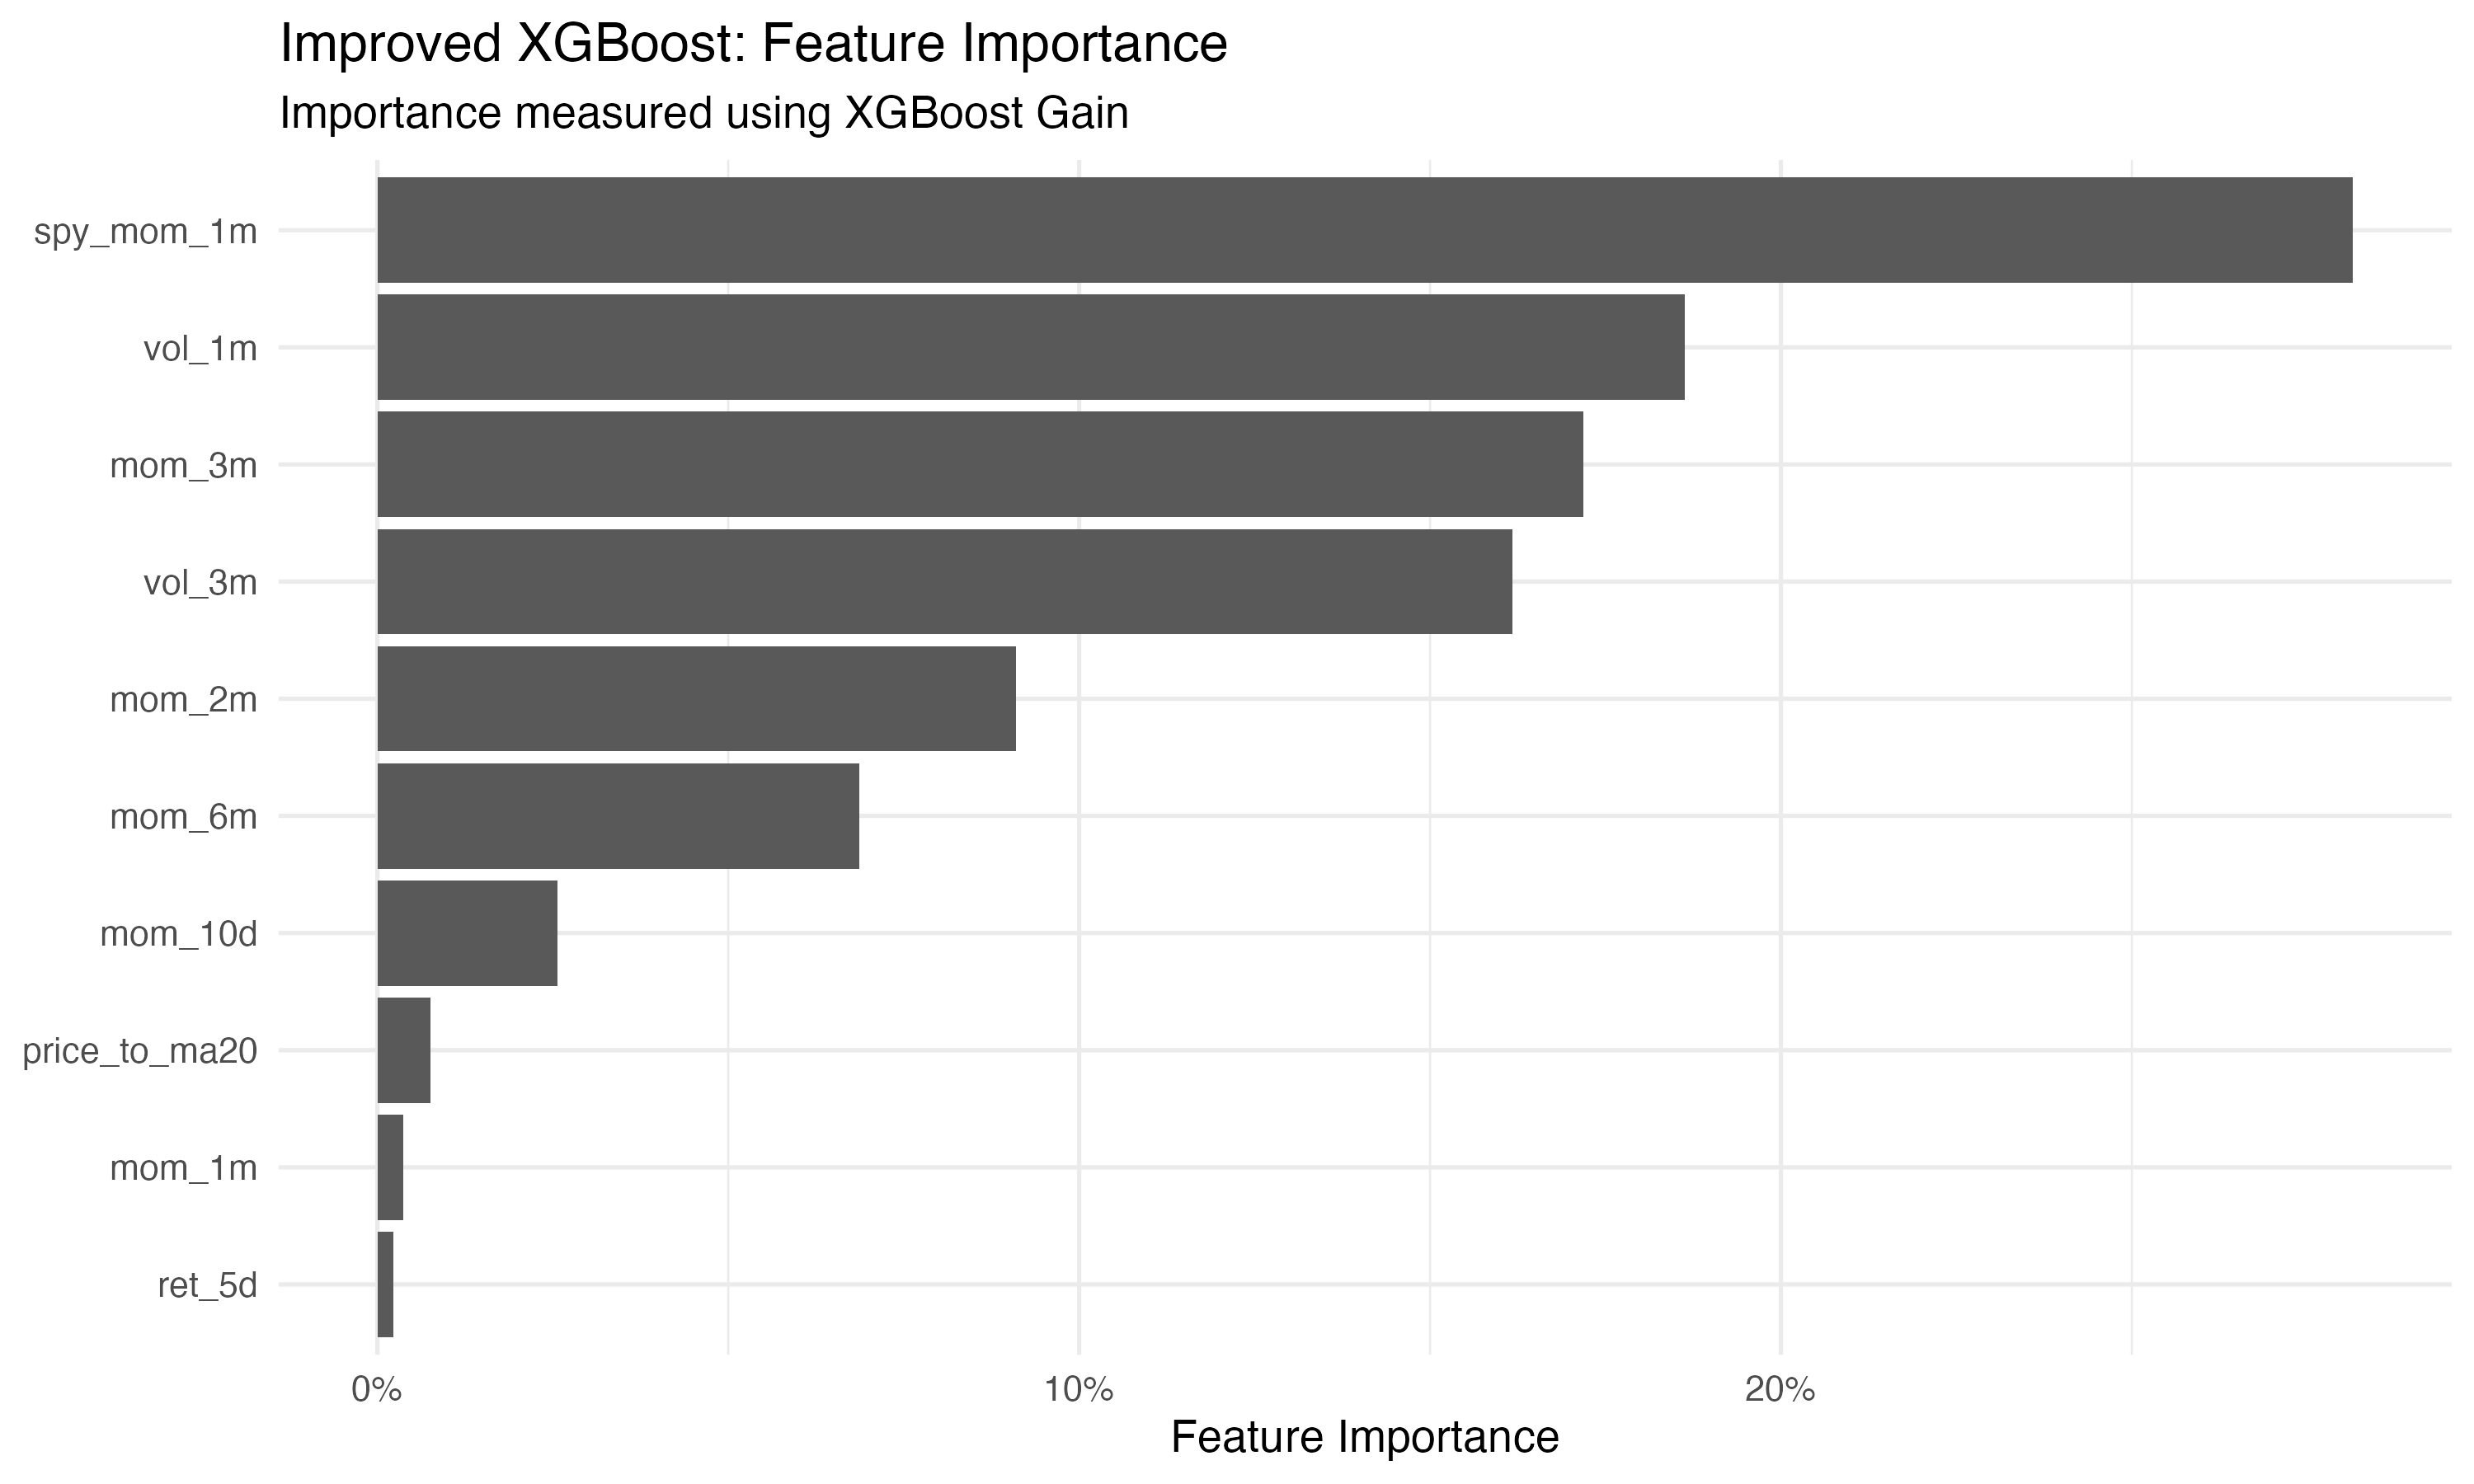 Improved XGBoost: Feature Importance
Importance measured using XGBoost Gain
spy_mom_1m
vol_1m
mom_3m
vol_3m
mom_2m
mom_6m
mom_10d
price_to_ma20
mom_1m
ret_5d
0% 10% 20%
Feature Importance